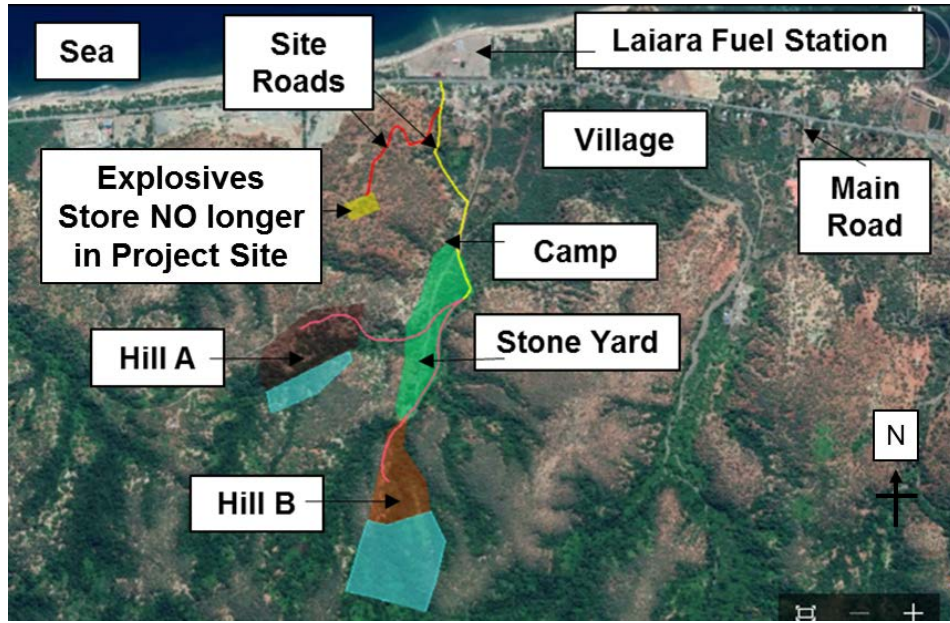 Sea
Site
Roads
Laiara Fuel Station
Village
Explosives
Store NO longer
in Project Site
Main
Road
Camp
Hill A
Stone Yard
N
Hill B